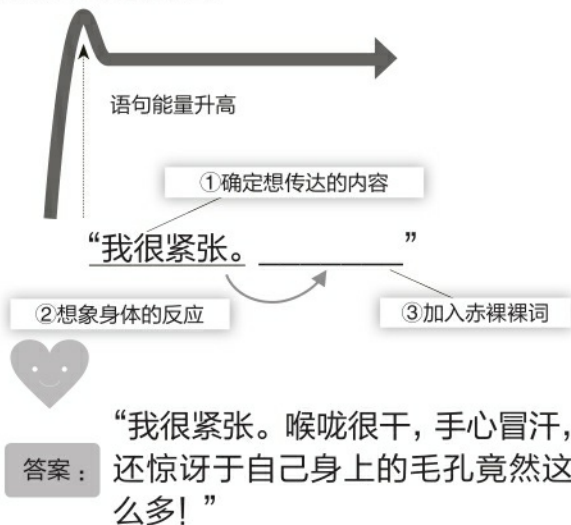 语句能量升高
①确定想传达的内容
“我很紧张。________”
②想象身体的反应
③加入赤裸裸词
“我很紧张。喉咙很干，手心冒汗，
答案：
还惊讶于自己身上的毛孔竟然这
么多！”